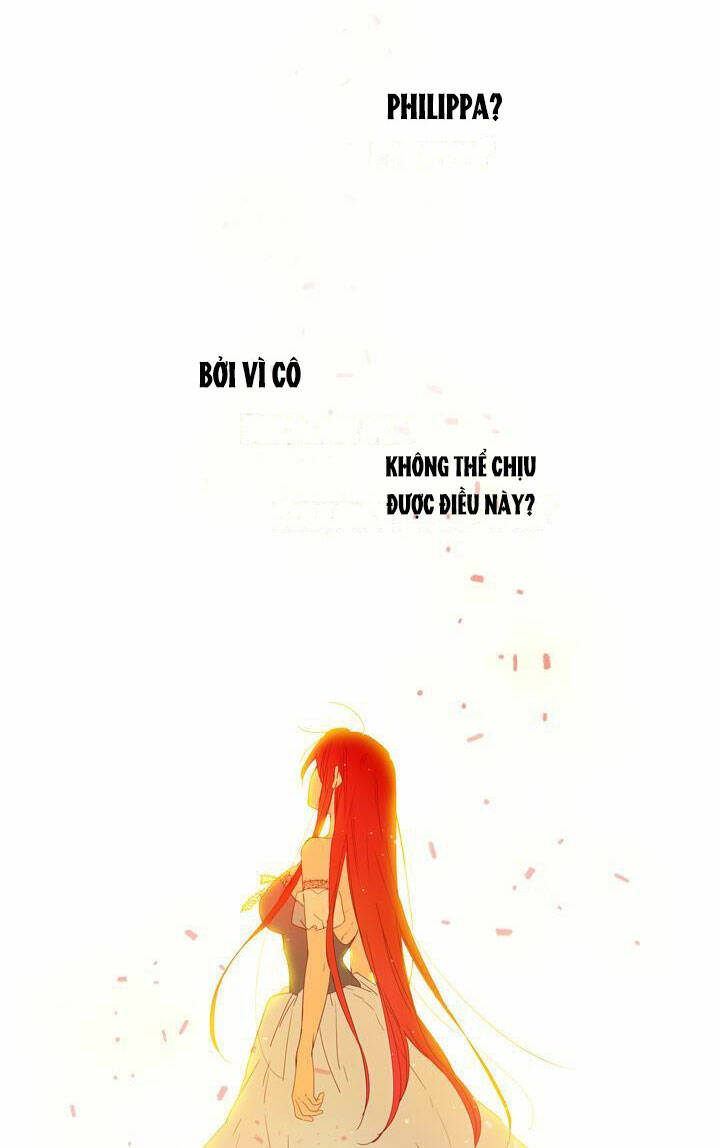 PHILIPPA?
BỞI VÌ CÔ
KHÔNG THỂ CHỊU
ĐƯỢC ĐIỀU NÀY?